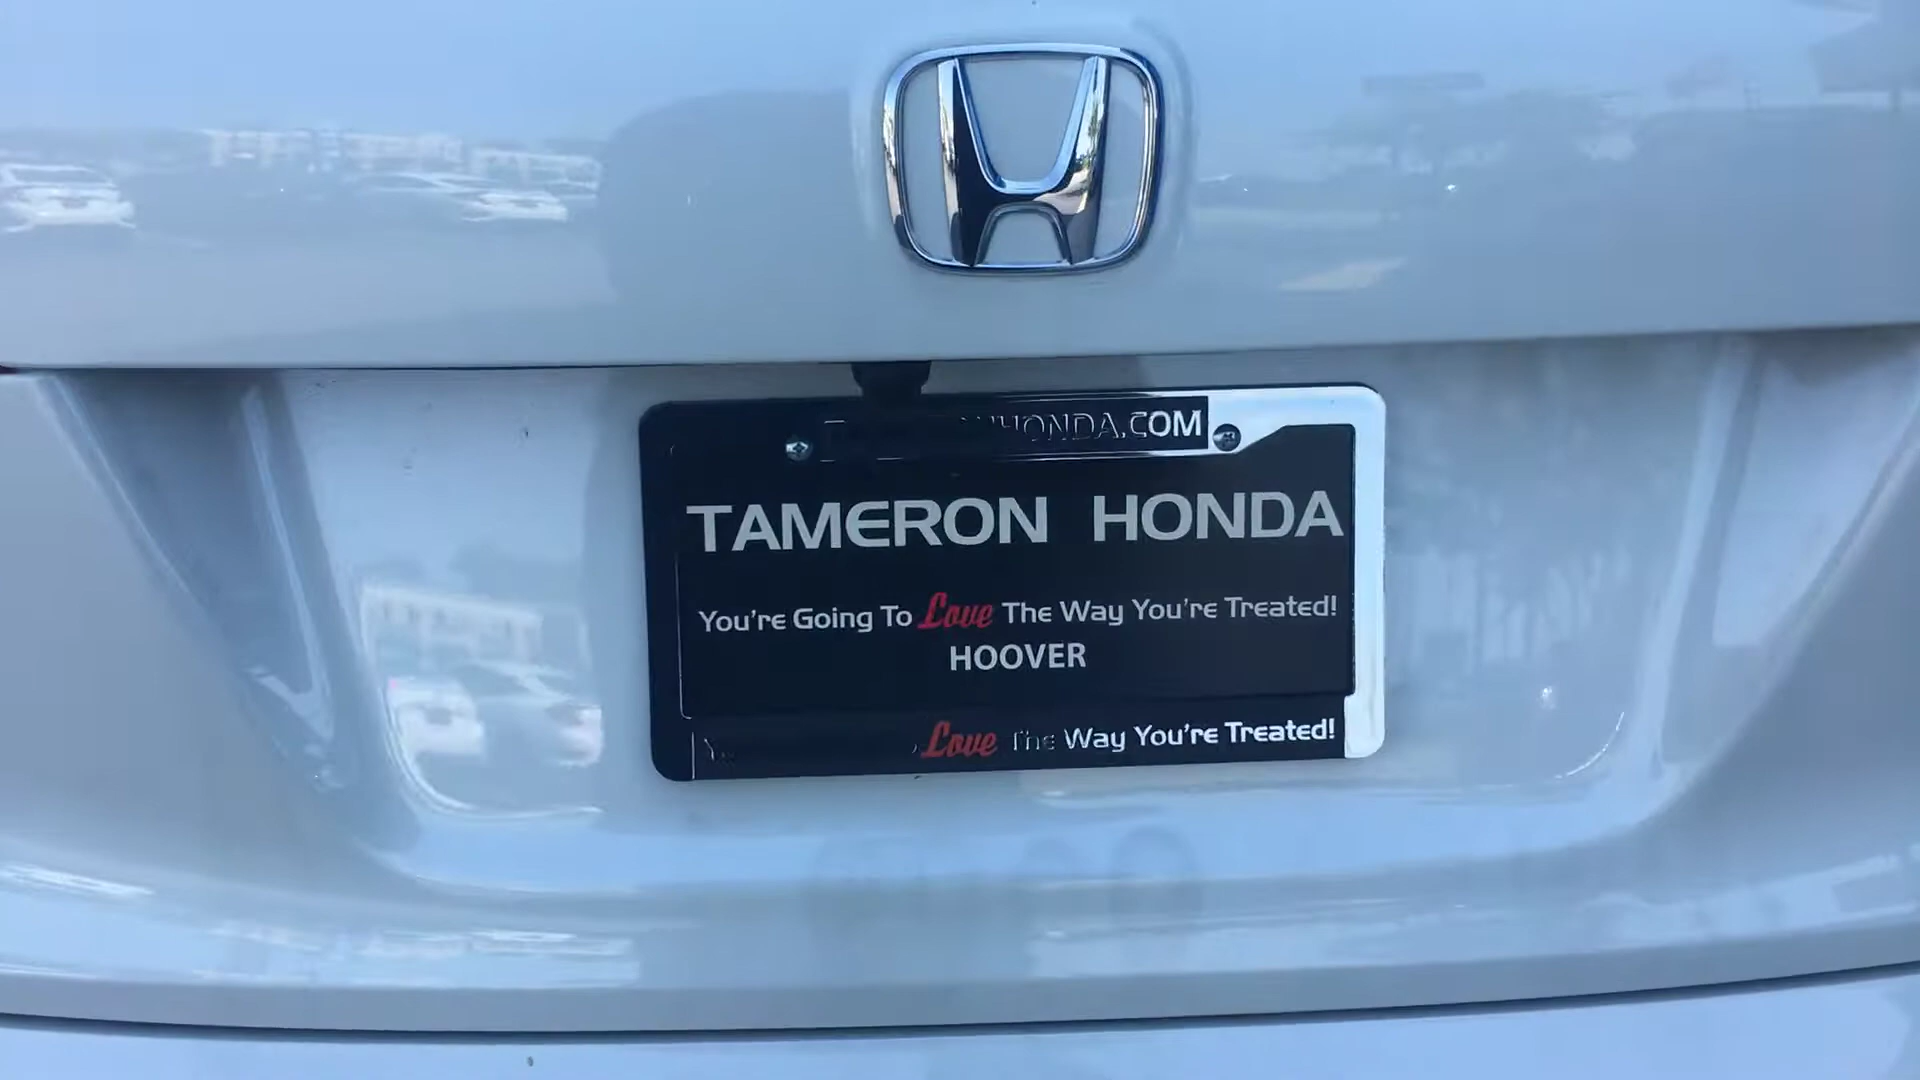 HONDA.COM
TAMERON HONDA
You're Going To Love The Way You're Treated!
HOOVER
Love The Way You're Treated!